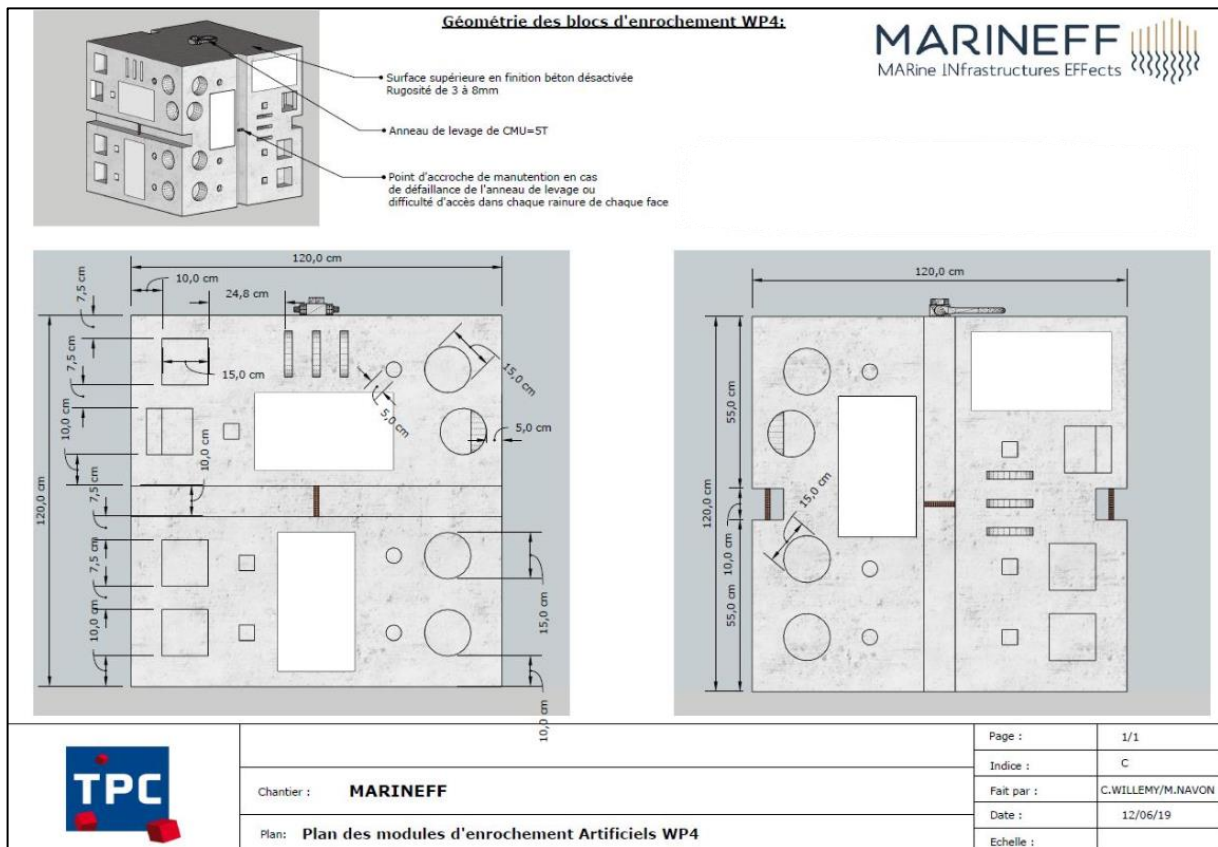 Géométrie des blocs d'enrochement WP4:
MARINEFF
MARine INfrastructures EFFects
Surface supérieure en finition béton désactivée
Rugosité de 3 à 8mm
Anneau de levage de CMU=5T
Point d'accroche de manutention en cas
de défaillance de l'anneau de levage ou
difficulté d'accès dans chaque rainure de chaque face
120,0 cm
10,0 cm
7,5 cm
24,8 cm
7,5 cm
15,0 cm
15,0 cm
5,0 cm
5,0 cm
10,0 cm
10,0 cm
120,0 cm
7,5 cm
7,5 cm
10,0 cm
15,0 cm
10,0 cm
120,0 cm
55,0 cm
15,0 cm
120,0 cm
10,0 cm
55,0 cm
TPC
Chantier : MARINEFF
Plan: Plan des modules d'enrochement Artificiels WP4
Page : 1/1
Indice : C
Fait par : C.WILLEMY/M.NAVON
Date : 12/06/19
Echelle :